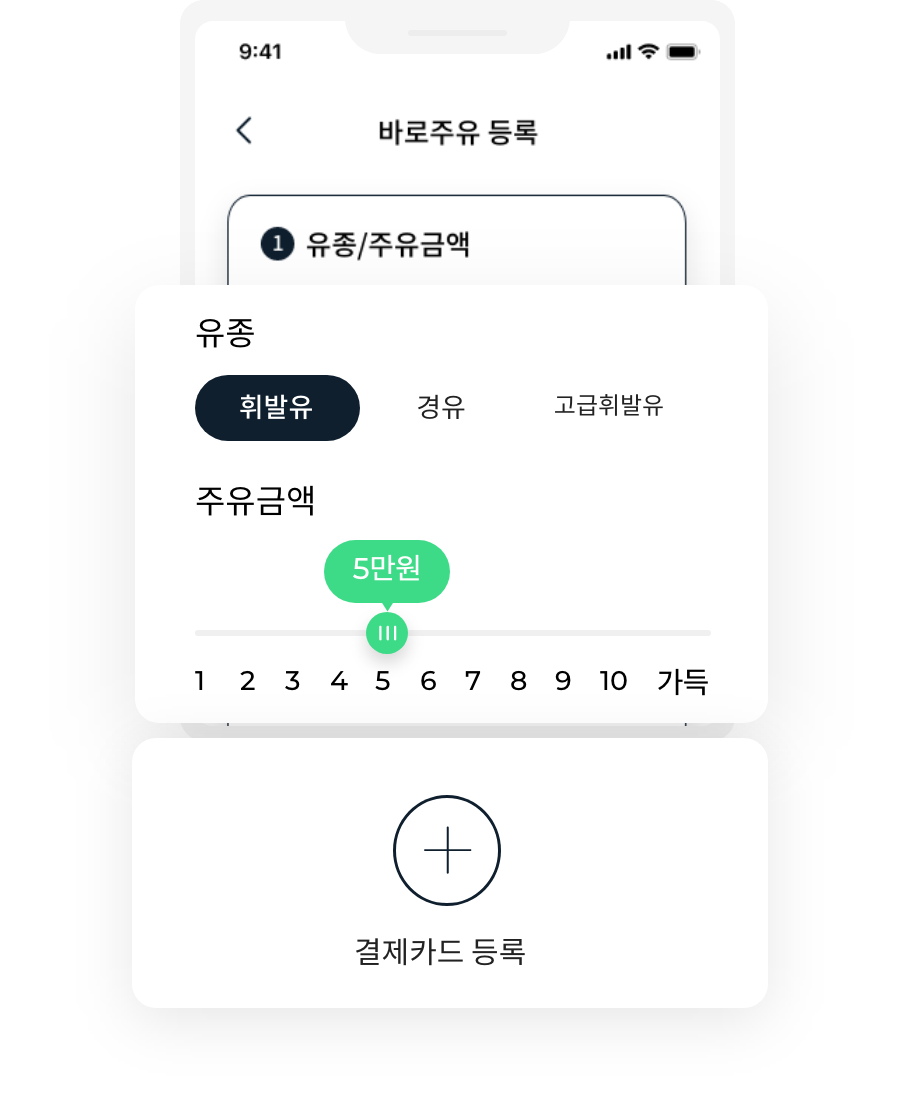 9:41
바로주유 등록
1 유종/주유금액
유종
휘발유 경유 고급휘발유
주유금액
5만원
1 2 3 4 5 6 7 8 9 10 가득
결제카드 등록